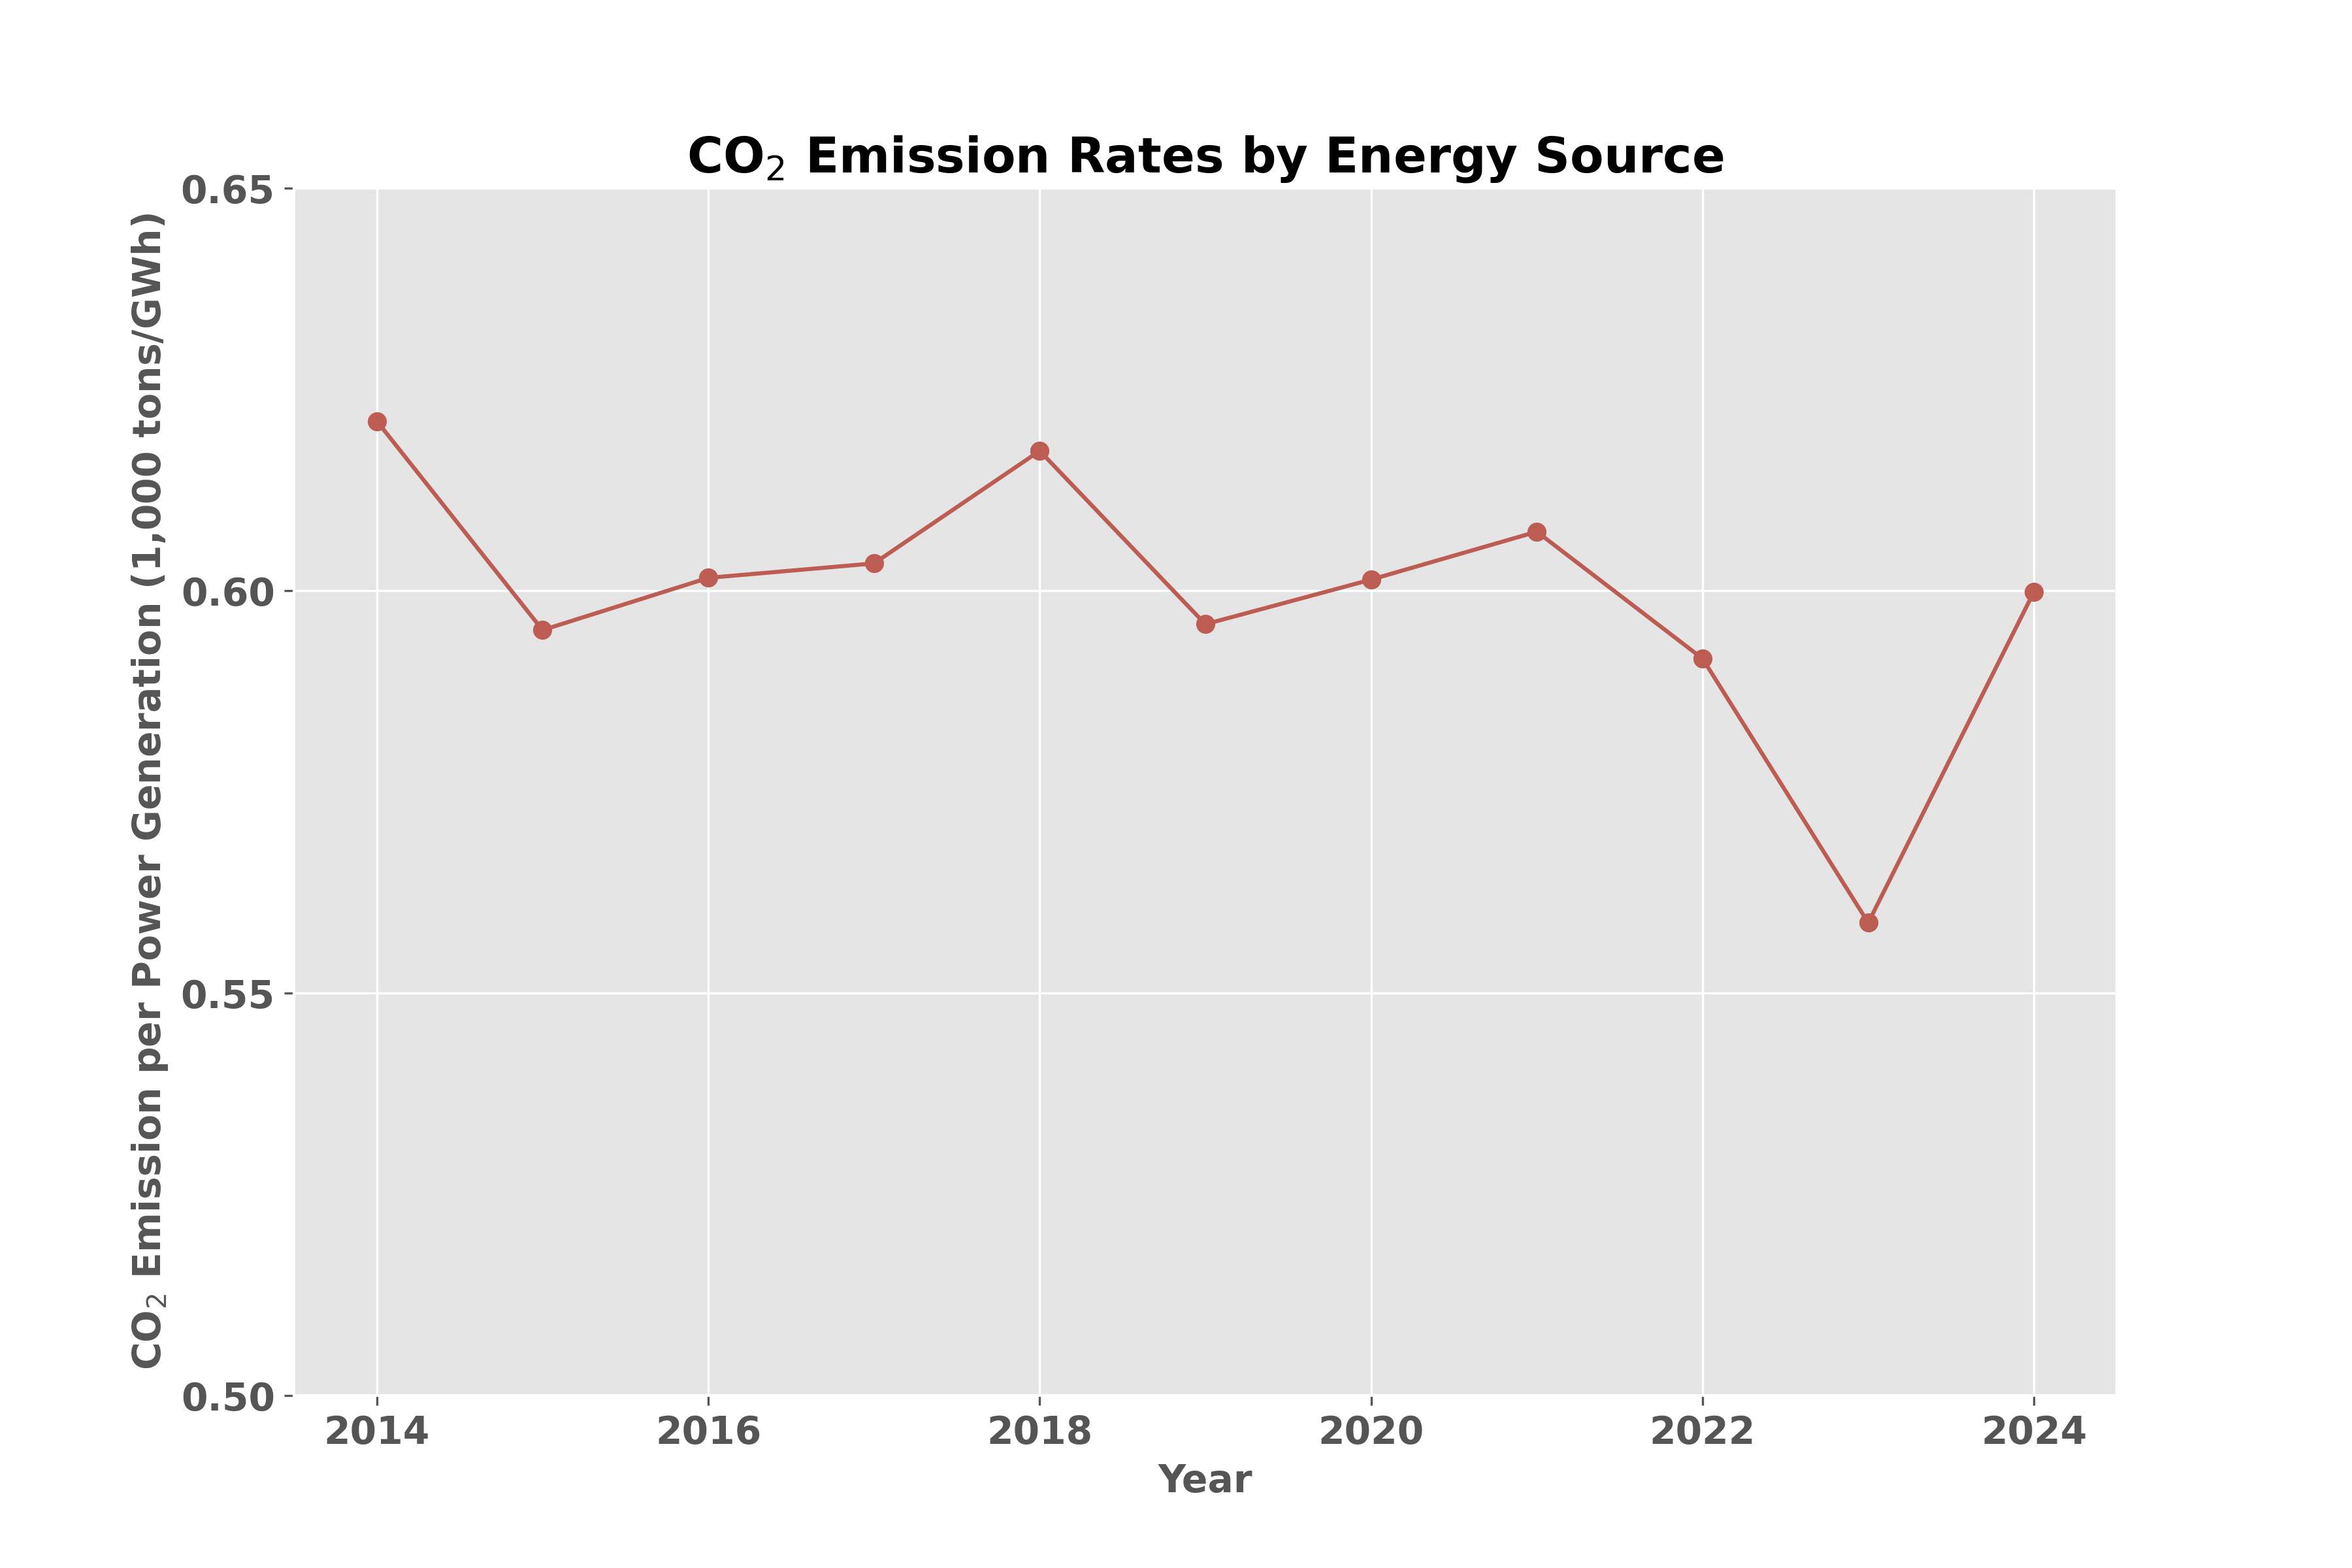 CO₂ Emission Rates by Energy Source
CO₂ Emission per Power Generation (1,000 tons/GWh)
0.65
0.60
0.55
0.50
2014 2016 2018 2020 2022 2024
Year